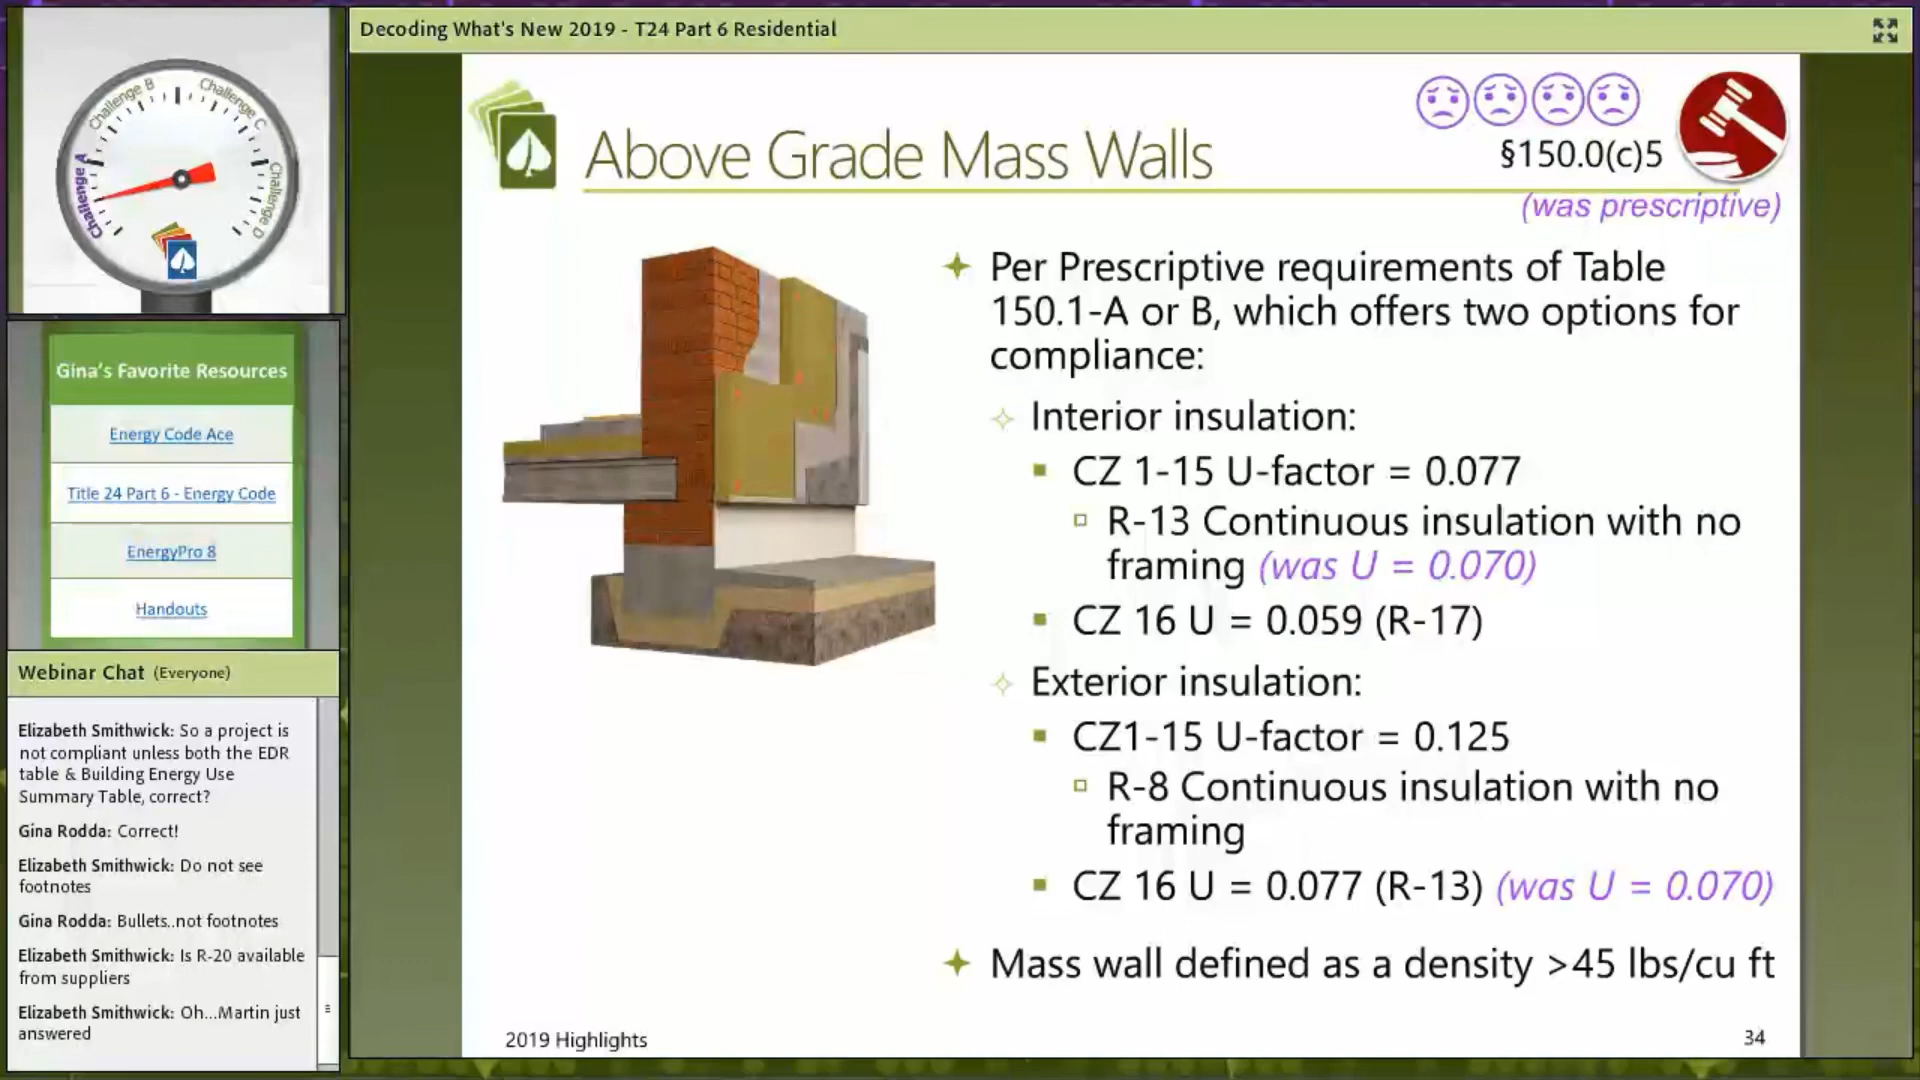 Decoding What's New 2019 - T24 Part 6 Residential
Challenge A
Challenge B
Challenge C
Challenge D
Gina's Favorite Resources
Energy Code Ace
Title 24 Part 6 - Energy Code
EnergyPro 8
Handouts
Webinar Chat (Everyone)
Elizabeth Smithwick: So a project is
not compliant unless both the EDR
table & Building Energy Use
Summary Table, correct?
Gina Rodda: Correct!
Elizabeth Smithwick: Do not see
footnotes
Gina Rodda: Bullets..not footnotes
Elizabeth Smithwick: Is R-20 available
from suppliers
Elizabeth Smithwick: Oh...Martin just
answered
Above Grade Mass Walls
§150.0(c)5
(was prescriptive)
Per Prescriptive requirements of Table
150.1-A or B, which offers two options for
compliance:
Interior insulation:
CZ 1-15 U-factor = 0.077
R-13 Continuous insulation with no
framing (was U = 0.070)
CZ 16 U = 0.059 (R-17)
Exterior insulation:
CZ1-15 U-factor = 0.125
R-8 Continuous insulation with no
framing
CZ 16 U = 0.077 (R-13) (was U = 0.070)
Mass wall defined as a density >45 lbs/cu ft
2019 Highlights
34